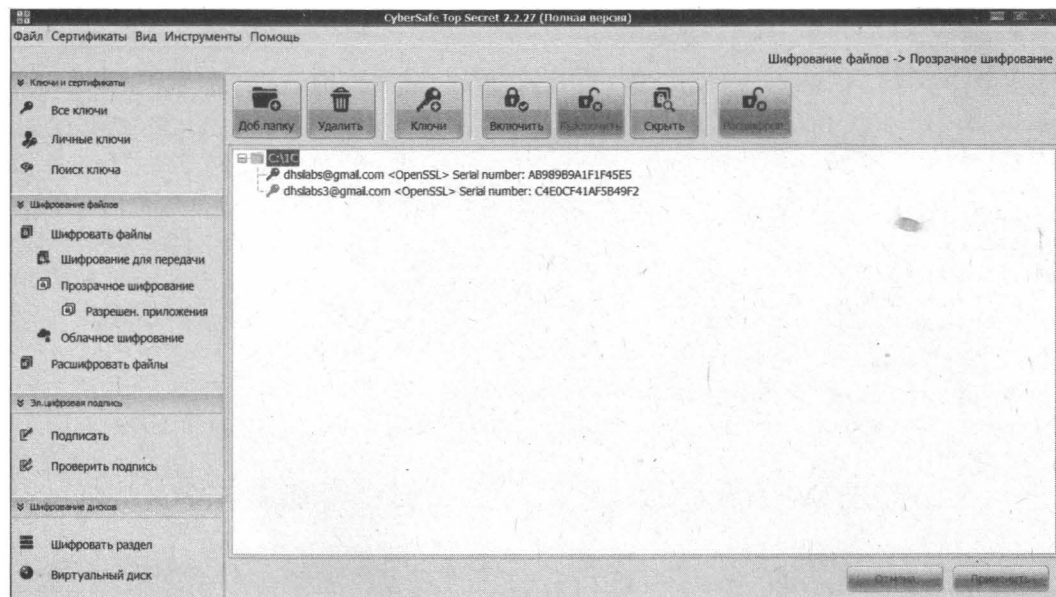 CyberSafe Top Secret 2.2.27 (Полная версия)
Файл Сертификаты Вид Инструменты Помощь
Шифрование файлов -> Прозрачное шифрование
Ключи и сертификаты
Все ключи
Личные ключи
Поиск ключа
Шифрование файлов
Шифровать файлы
Шифрование для передачи
Прозрачное шифрование
Разрешен. приложения
Облачное шифрование
Расшифровать файлы
Эл.цифровая подпись
Подписать
Проверить подпись
Шифрование дисков
Шифровать раздел
Виртуальный диск
Доб.папку Удалить Ключи Включить Выключить Скрыть
C:\1C
dhslabs@gmail.com <OpenSSL> Serial number: AB989B9A1F1F45E5
dhslabs3@gmail.com <OpenSSL> Serial number: C4E0CF41AF5B49F2
Отмена Применить